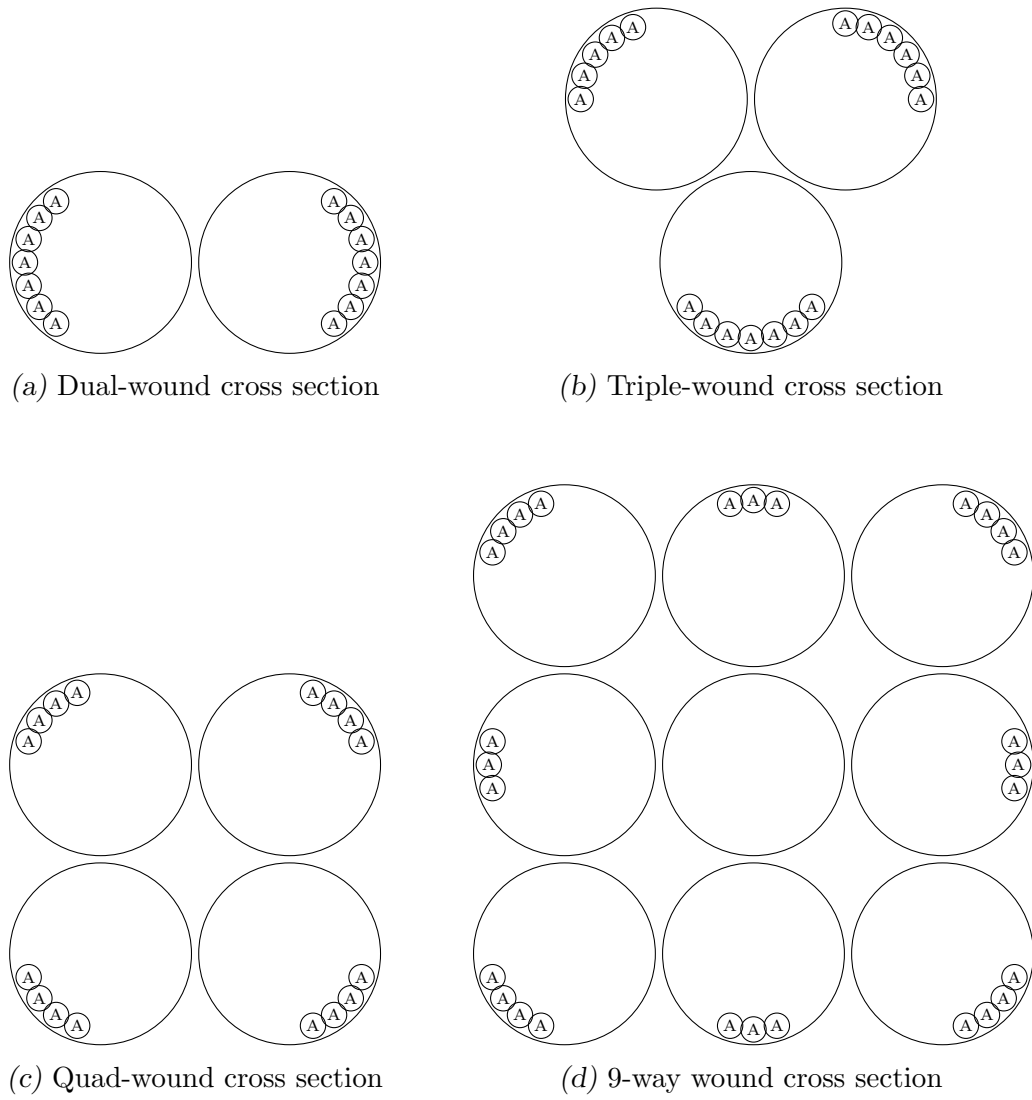 A A A A A A A
A A A A A A A
(a) Dual-wound cross section
A A A A A
A A A A A A
A A A A A A A
(b) Triple-wound cross section
A A A A
A A A A
A A A A
A A A A
(c) Quad-wound cross section
A A A A
A A A
A A A A
A A A
A A A
A A A A
A A A
A A A A
(d) 9-way wound cross section